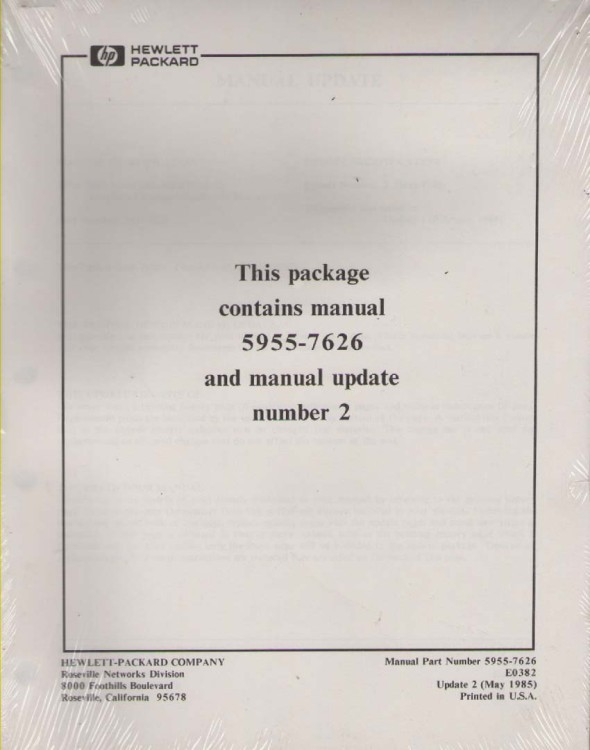 hp HEWLETT
PACKARD
MANUAL UPDATE
This package
contains manual
5955-7626
and manual update
number 2
HEWLETT-PACKARD COMPANY
Roseville Networks Division
8000 Foothills Boulevard
Roseville, California 95678
Manual Part Number 5955-7626
E0382
Update 2 (May 1985)
Printed in U.S.A.